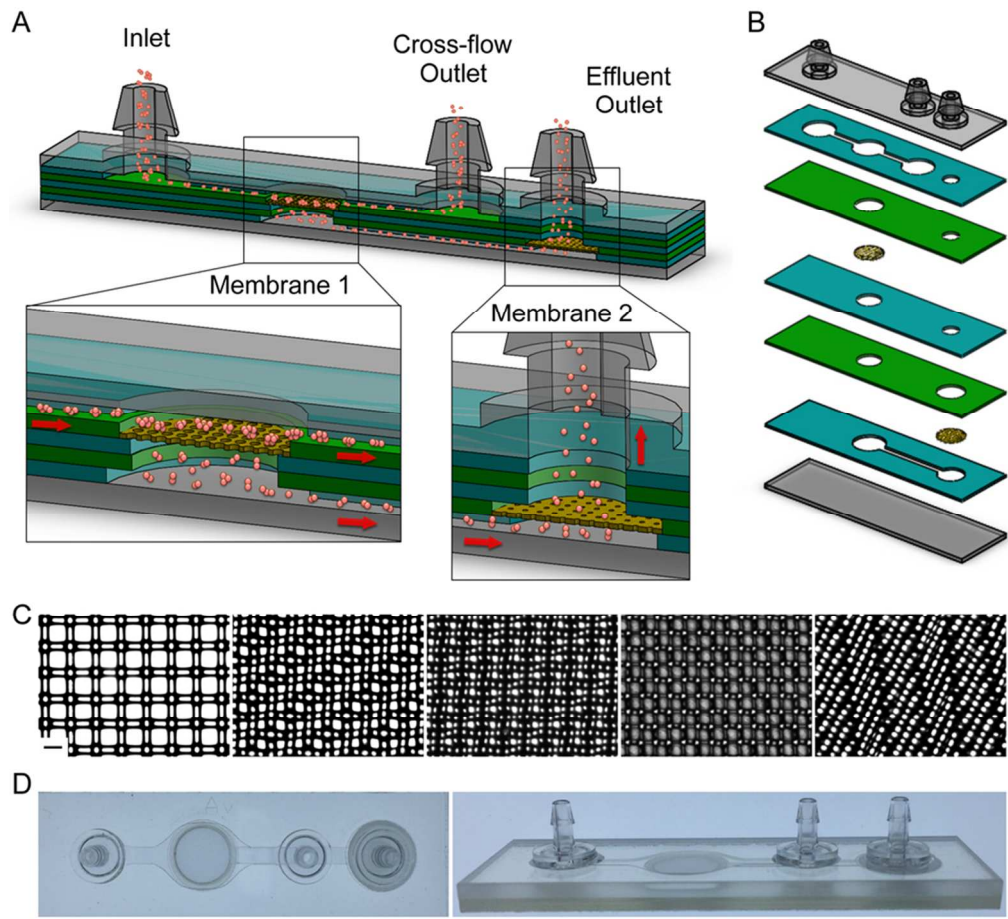 A
B
Inlet
Cross-flow
Outlet
Effluent
Outlet
Membrane 1
Membrane 2
C
D